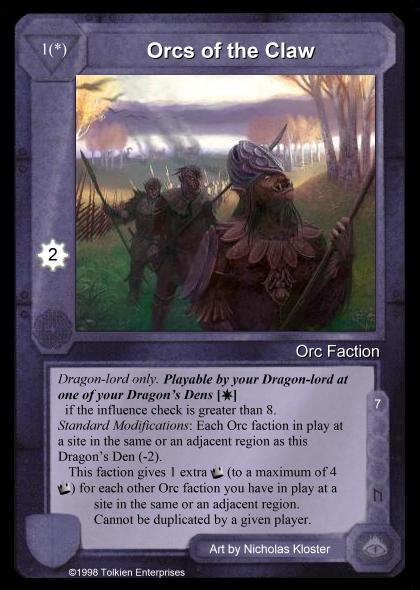 1(*)
Orcs of the Claw
2
Orc Faction
Dragon-lord only. Playable by your Dragon-lord at
one of your Dragon's Dens [✷]
if the influence check is greater than 8.
Standard Modifications: Each Orc faction in play at
a site in the same or an adjacent region as this
Dragon's Den (-2).
This faction gives 1 extra (to a maximum of 4
) for each other Orc faction you have in play at a
site in the same or an adjacent region.
Cannot be duplicated by a given player.
7
Art by Nicholas Kloster
©1998 Tolkien Enterprises